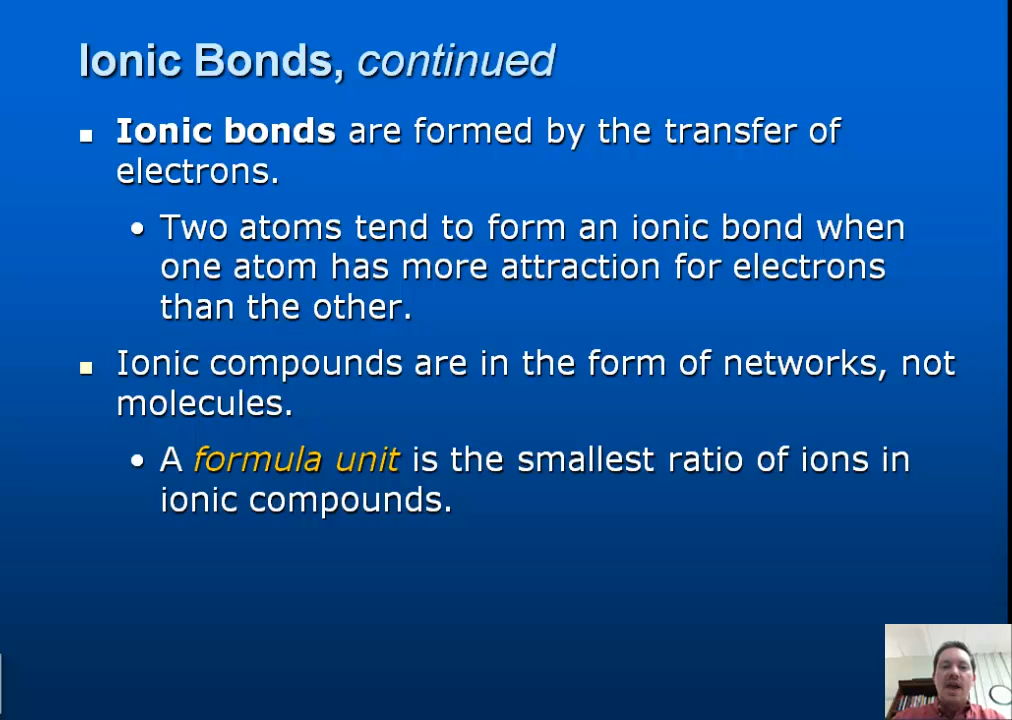 Ionic Bonds, continued
Ionic bonds are formed by the transfer of
electrons.
Two atoms tend to form an ionic bond when
one atom has more attraction for electrons
than the other.
Ionic compounds are in the form of networks, not
molecules.
A formula unit is the smallest ratio of ions in
ionic compounds.